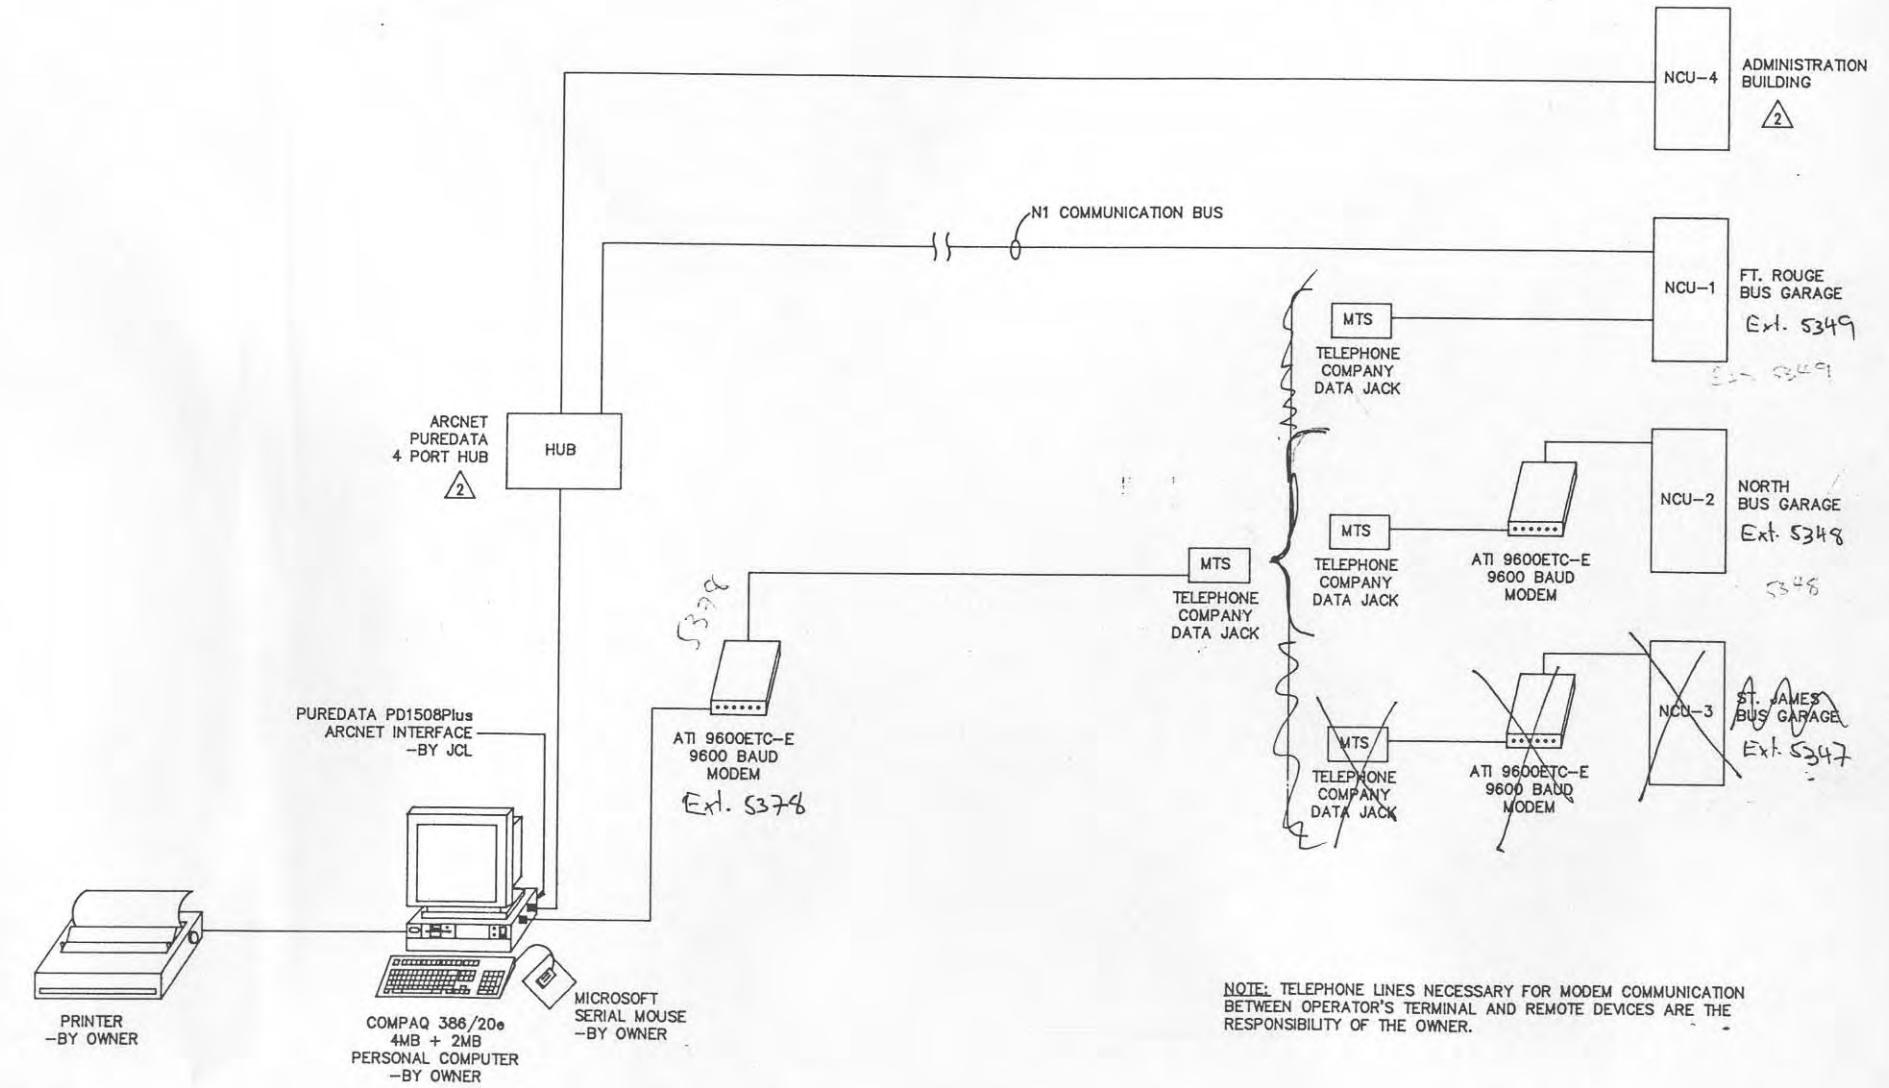 NCU-4
ADMINISTRATION
BUILDING
2
N1 COMMUNICATION BUS
NCU-1
FT. ROUGE
BUS GARAGE
Ext. 5349
5349
MTS
TELEPHONE
COMPANY
DATA JACK
ARCNET
PUREDATA
4 PORT HUB
2
HUB
NCU-2
NORTH
BUS GARAGE
Ext. 5348
5348
MTS
TELEPHONE
COMPANY
DATA JACK
ATI 9600ETC-E
9600 BAUD
MODEM
MTS
TELEPHONE
COMPANY
DATA JACK
5378
ATI 9600ETC-E
9600 BAUD
MODEM
Ext. 5378
NCU-3
ST. JAMES
BUS GARAGE
Ext. 5347
MTS
TELEPHONE
COMPANY
DATA JACK
ATI 9600ETC-E
9600 BAUD
MODEM
PUREDATA PD1508Plus
ARCNET INTERFACE
-BY JCL
PRINTER
-BY OWNER
COMPAQ 386/20e
4MB + 2MB
PERSONAL COMPUTER
-BY OWNER
MICROSOFT
SERIAL MOUSE
-BY OWNER
NOTE: TELEPHONE LINES NECESSARY FOR MODEM COMMUNICATION
BETWEEN OPERATOR'S TERMINAL AND REMOTE DEVICES ARE THE
RESPONSIBILITY OF THE OWNER.